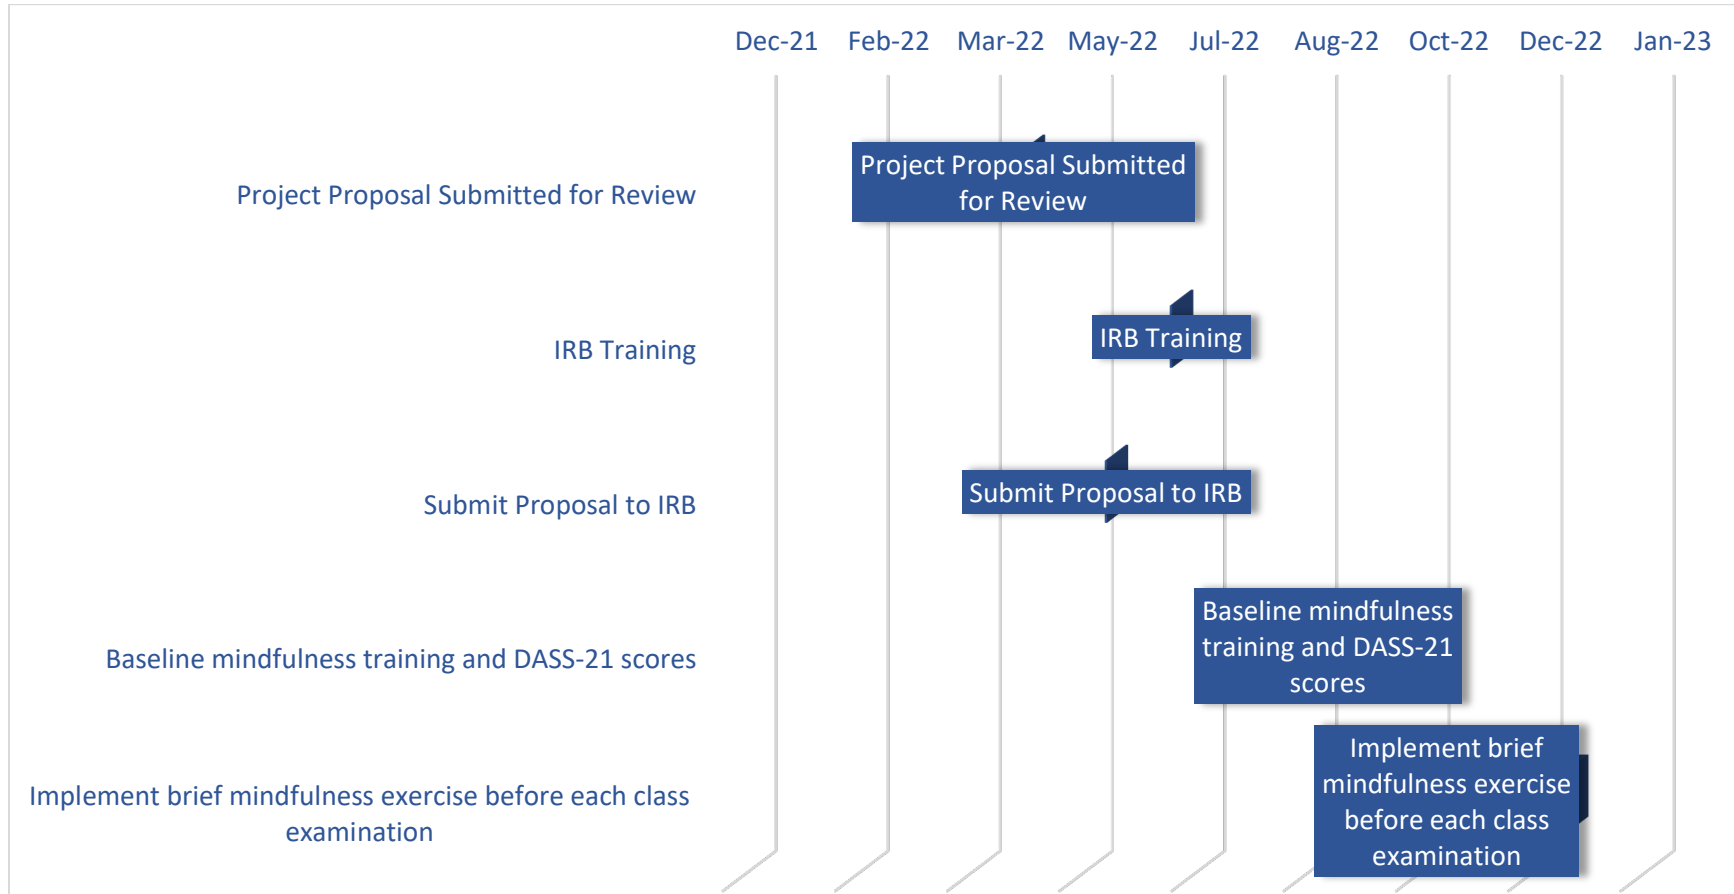 Dec-21 Feb-22 Mar-22 May-22 Jul-22 Aug-22 Oct-22 Dec-22 Jan-23
Project Proposal Submitted for Review
Project Proposal Submitted
for Review
IRB Training
IRB Training
Submit Proposal to IRB
Submit Proposal to IRB
Baseline mindfulness training and DASS-21 scores
Baseline mindfulness
training and DASS-21
scores
Implement brief mindfulness exercise before each class
examination
Implement brief
mindfulness exercise
before each class
examination